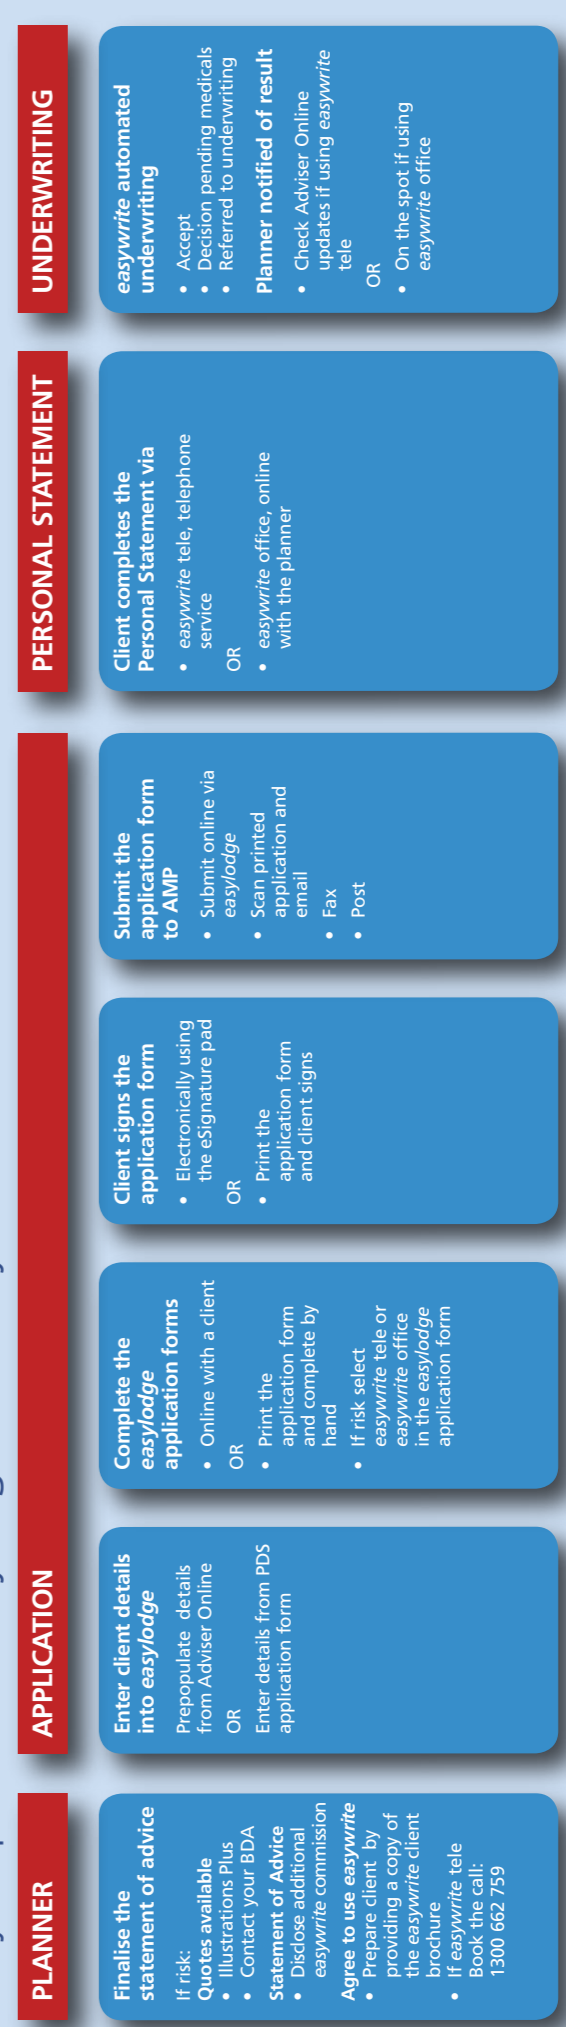 PLANNER
Finalise the
statement of advice
If risk:
Quotes available
• Illustrations Plus
• Contact your BDA
Statement of Advice
• Disclose additional
easywrite commission
Agree to use easywrite
• Prepare client by
providing a copy of
the easywrite client
brochure
• If easywrite tele
Book the call:
1300 662 759
APPLICATION
Enter client details
into easylodge
Prepopulate details
from Adviser Online
OR
Enter details from PDS
application form
Complete the
easylodge
application forms
• Online with a client
OR
• Print the
application form
and complete by
hand
• If risk select
easywrite tele or
easywrite office
in the easylodge
application form
Client signs the
application form
• Electronically using
the eSignature pad
OR
• Print the
application form
and client signs
Submit the
application form
to AMP
• Submit online via
easylodge
• Scan printed
application and
email
• Fax
• Post
PERSONAL STATEMENT
Client completes the
Personal Statement via
• easywrite tele, telephone
service
OR
• easywrite office, online
with the planner
UNDERWRITING
easywrite automated
underwriting
• Accept
• Decision pending medicals
• Referred to underwriting
Planner notified of result
• Check Adviser Online
updates if using easywrite
tele
OR
• On the spot if using
easywrite office